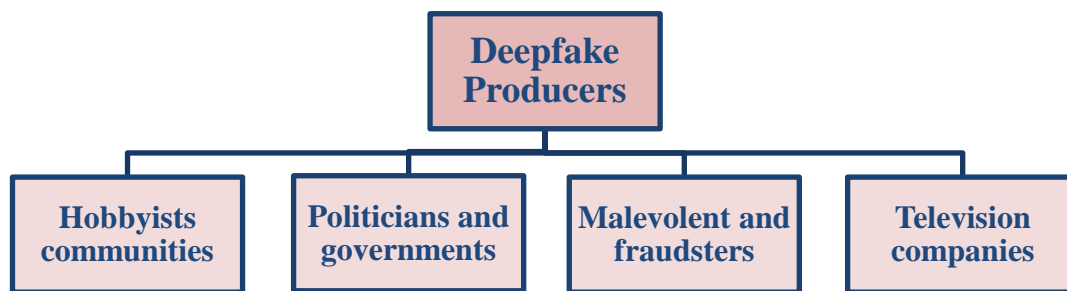 Deepfake
Producers
Hobbyists
communities
Politicians and
governments
Malevolent and
fraudsters
Television
companies